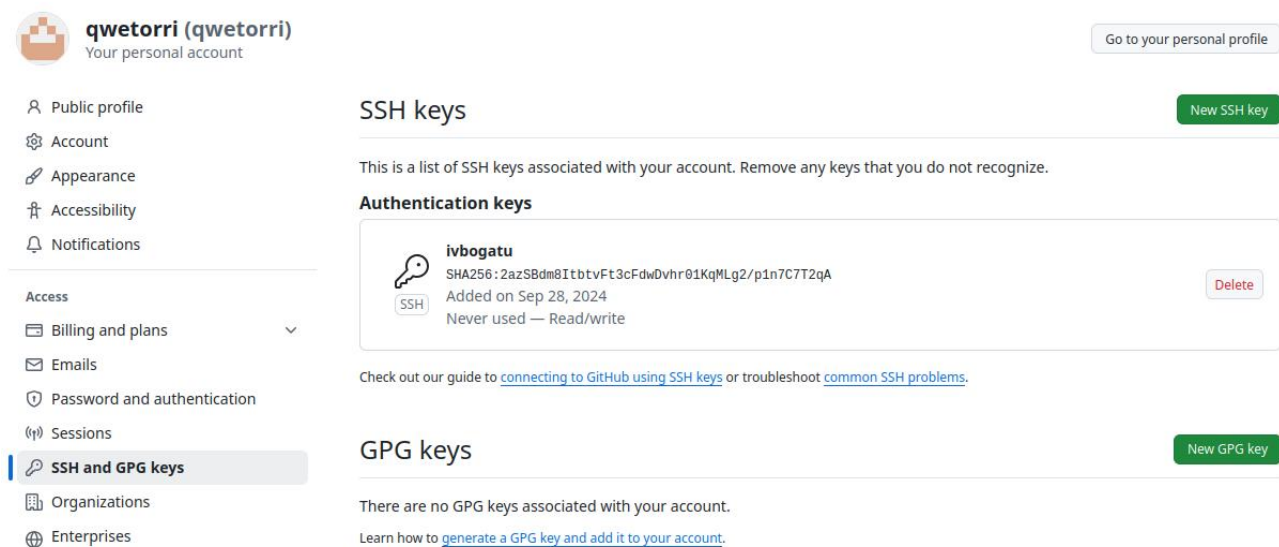 qwetorri (qwetorri)
Your personal account
Go to your personal profile
Public profile
Account
Appearance
Accessibility
Notifications
Access
Billing and plans
Emails
Password and authentication
Sessions
SSH and GPG keys
Organizations
Enterprises
SSH keys
New SSH key
This is a list of SSH keys associated with your account. Remove any keys that you do not recognize.
Authentication keys
ivbogatu
SHA256:2azSBdm8ItbtvFt3cFdwDvhr01KqMLg2/p1n7C7T2qA
SSH
Added on Sep 28, 2024
Never used — Read/write
Delete
Check out our guide to connecting to GitHub using SSH keys or troubleshoot common SSH problems.
GPG keys
New GPG key
There are no GPG keys associated with your account.
Learn how to generate a GPG key and add it to your account.